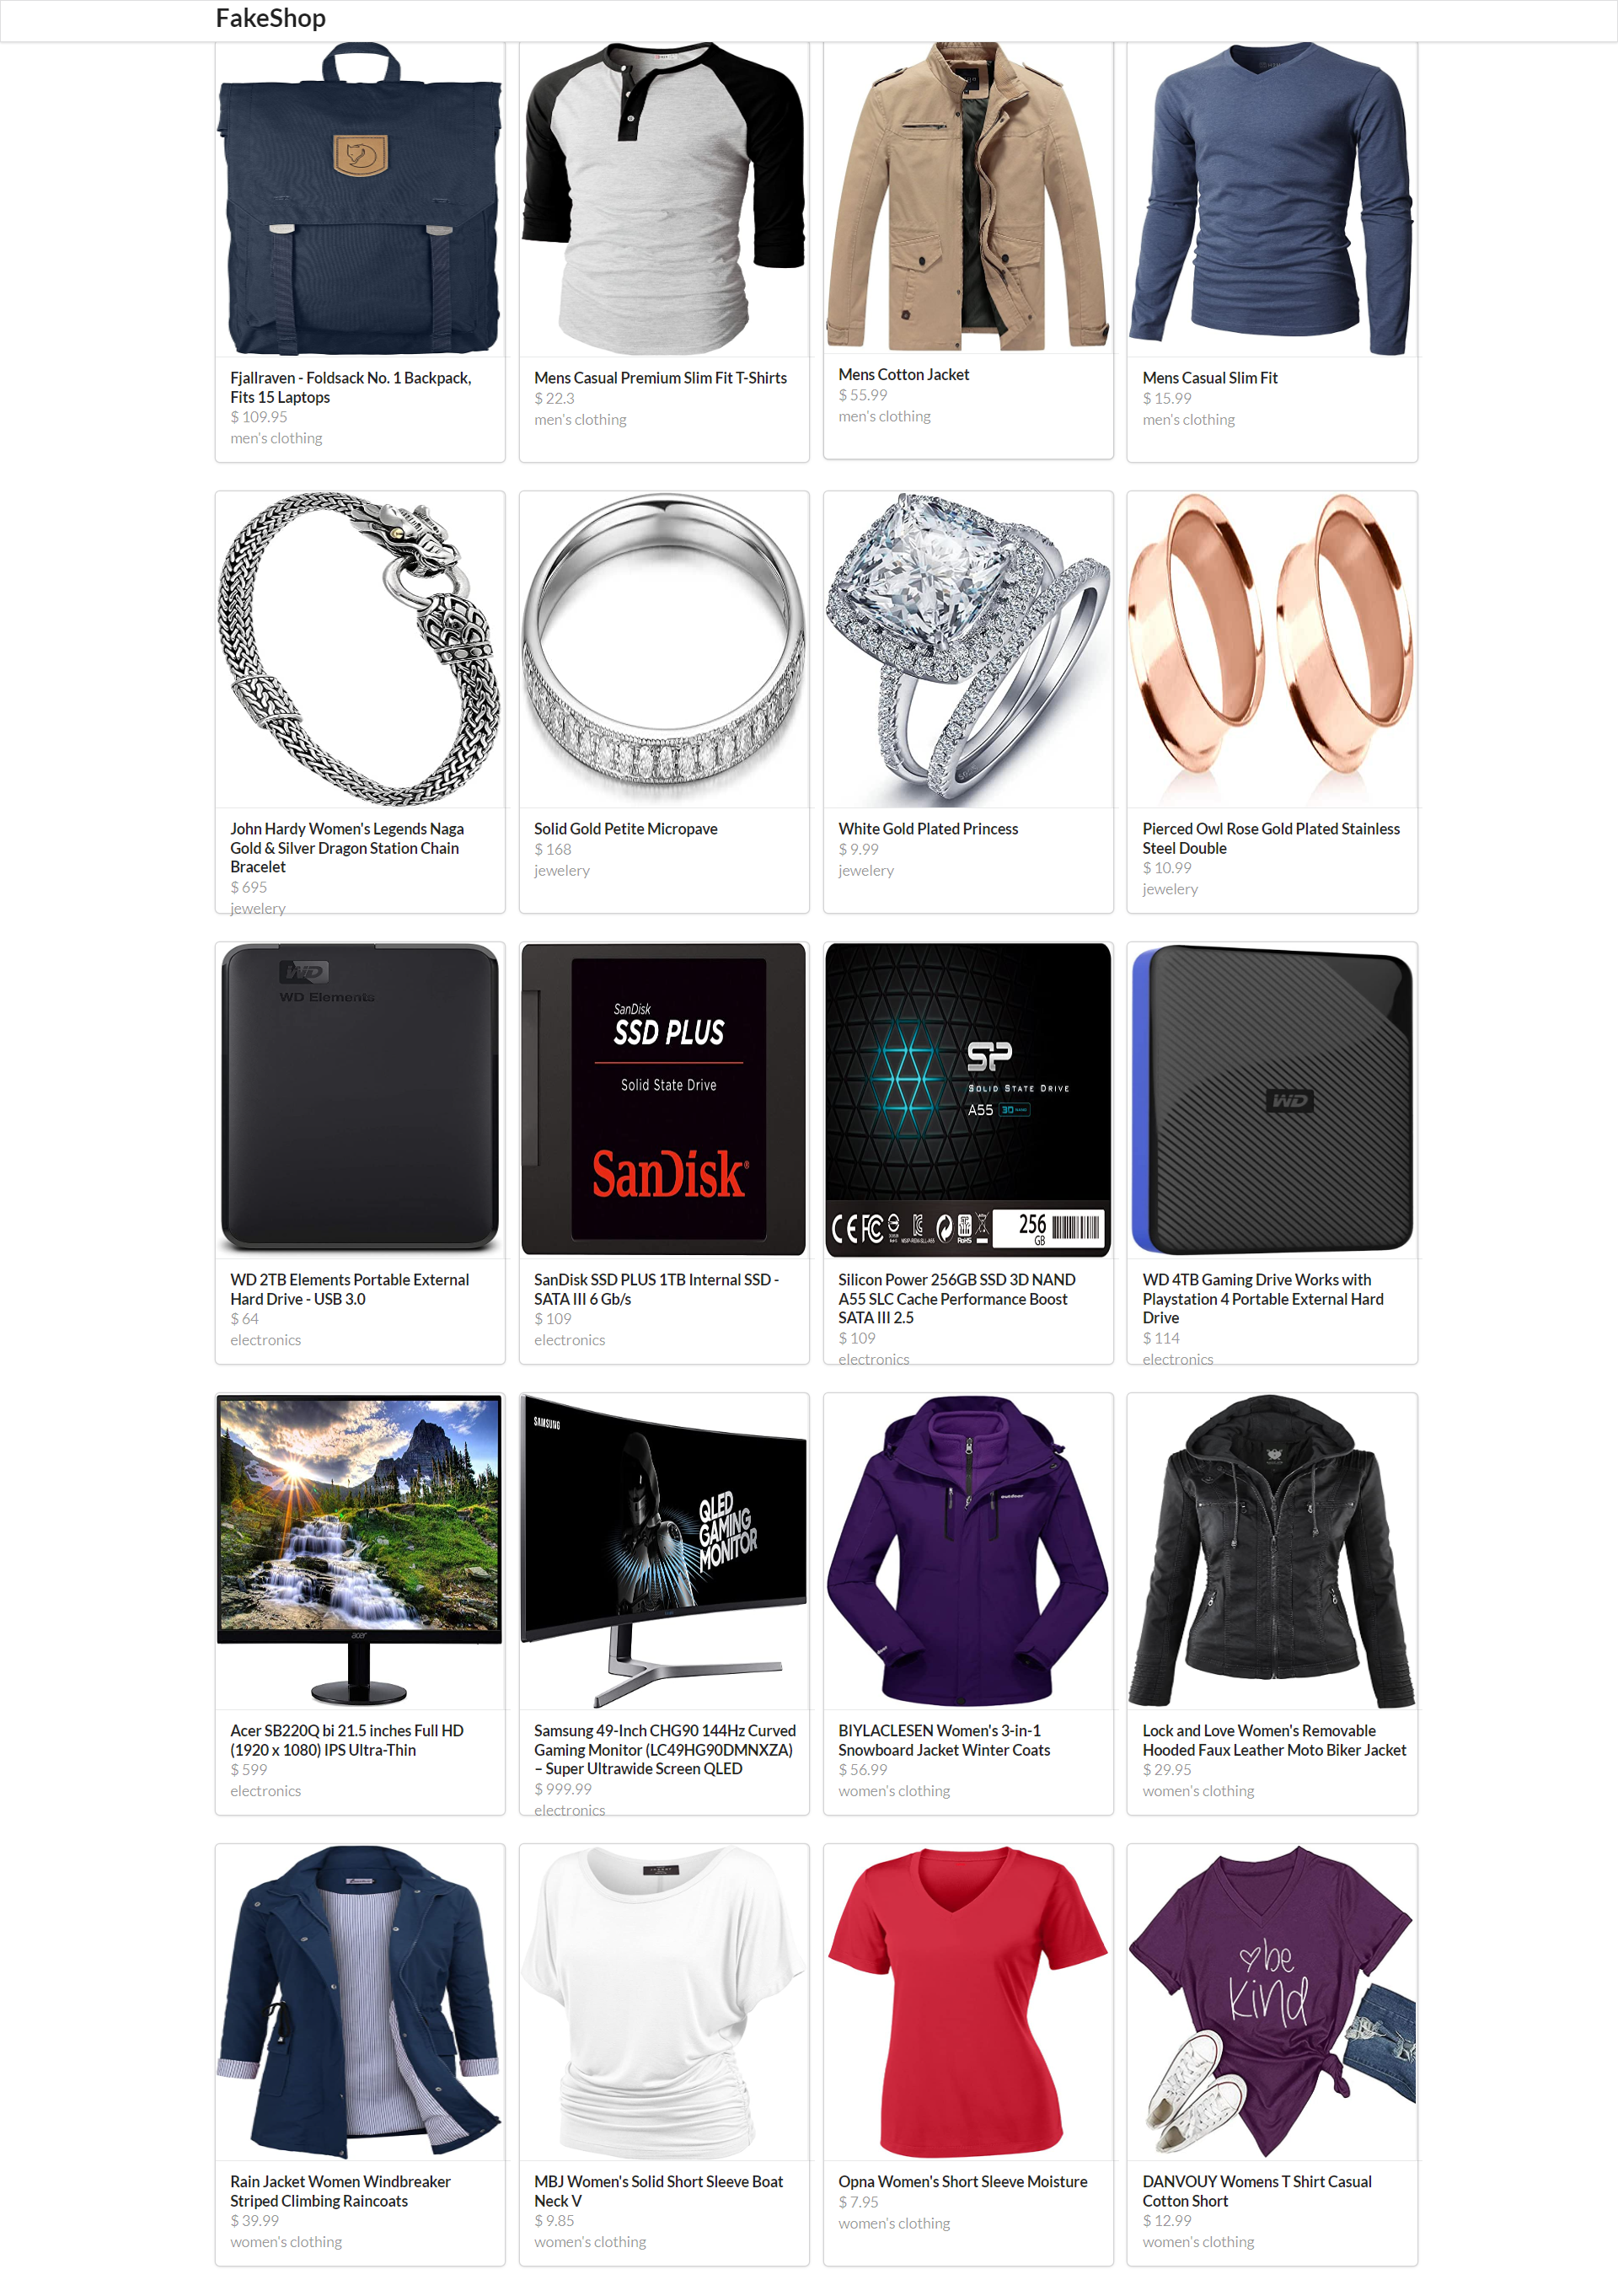 FakeShop
Fjallraven - Foldsack No. 1 Backpack,
Fits 15 Laptops
$ 109.95
men's clothing
Mens Casual Premium Slim Fit T-Shirts
$ 22.3
men's clothing
Mens Cotton Jacket
$ 55.99
men's clothing
Mens Casual Slim Fit
$ 15.99
men's clothing
John Hardy Women's Legends Naga
Gold & Silver Dragon Station Chain
Bracelet
$ 695
jewelery
Solid Gold Petite Micropave
$ 168
jewelery
White Gold Plated Princess
$ 9.99
jewelery
Pierced Owl Rose Gold Plated Stainless
Steel Double
$ 10.99
jewelery
WD
WD Elements
WD 2TB Elements Portable External
Hard Drive - USB 3.0
$ 64
electronics
SanDisk
SSD PLUS
Solid State Drive
SanDisk
SanDisk SSD PLUS 1TB Internal SSD -
SATA III 6 Gb/s
$ 109
electronics
SP
SOLID STATE DRIVE
A55 3D
CE FC
RoHS
256
GB
Silicon Power 256GB SSD 3D NAND
A55 SLC Cache Performance Boost
SATA III 2.5
$ 109
electronics
WD
WD 4TB Gaming Drive Works with
Playstation 4 Portable External Hard
Drive
$ 114
electronics
acer
Acer SB220Q bi 21.5 inches Full HD
(1920 x 1080) IPS Ultra-Thin
$ 599
electronics
SAMSUNG
QLED
GAMING
MONITOR
Samsung 49-Inch CHG90 144Hz Curved
Gaming Monitor (LC49HG90DMNXZA)
– Super Ultrawide Screen QLED
$ 999.99
electronics
BIYLACLESEN Women's 3-in-1
Snowboard Jacket Winter Coats
$ 56.99
women's clothing
Lock and Love Women's Removable
Hooded Faux Leather Moto Biker Jacket
$ 29.95
women's clothing
Rain Jacket Women Windbreaker
Striped Climbing Raincoats
$ 39.99
women's clothing
MBJ Women's Solid Short Sleeve Boat
Neck V
$ 9.85
women's clothing
Opna Women's Short Sleeve Moisture
$ 7.95
women's clothing
be
kind
DANVOUY Womens T Shirt Casual
Cotton Short
$ 12.99
women's clothing